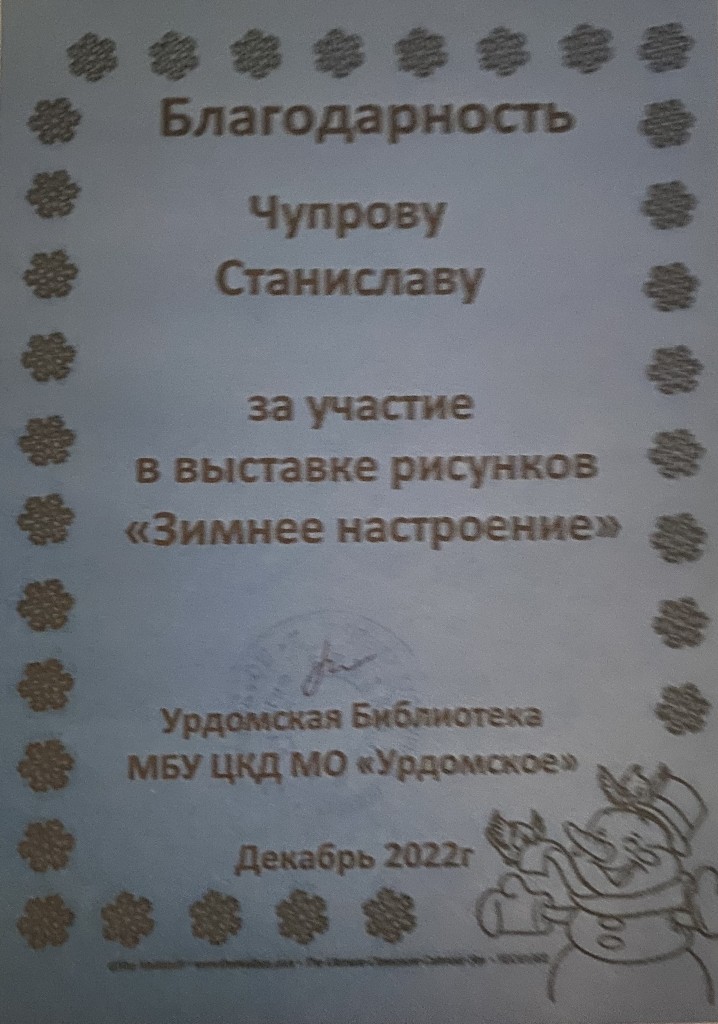 Благодарность
Чупрову
Станиславу
за участие
в выставке рисунков
«Зимнее настроение»
Урдомская Библиотека
МБУ ЦКД МО «Урдомское»
Декабрь 2022г